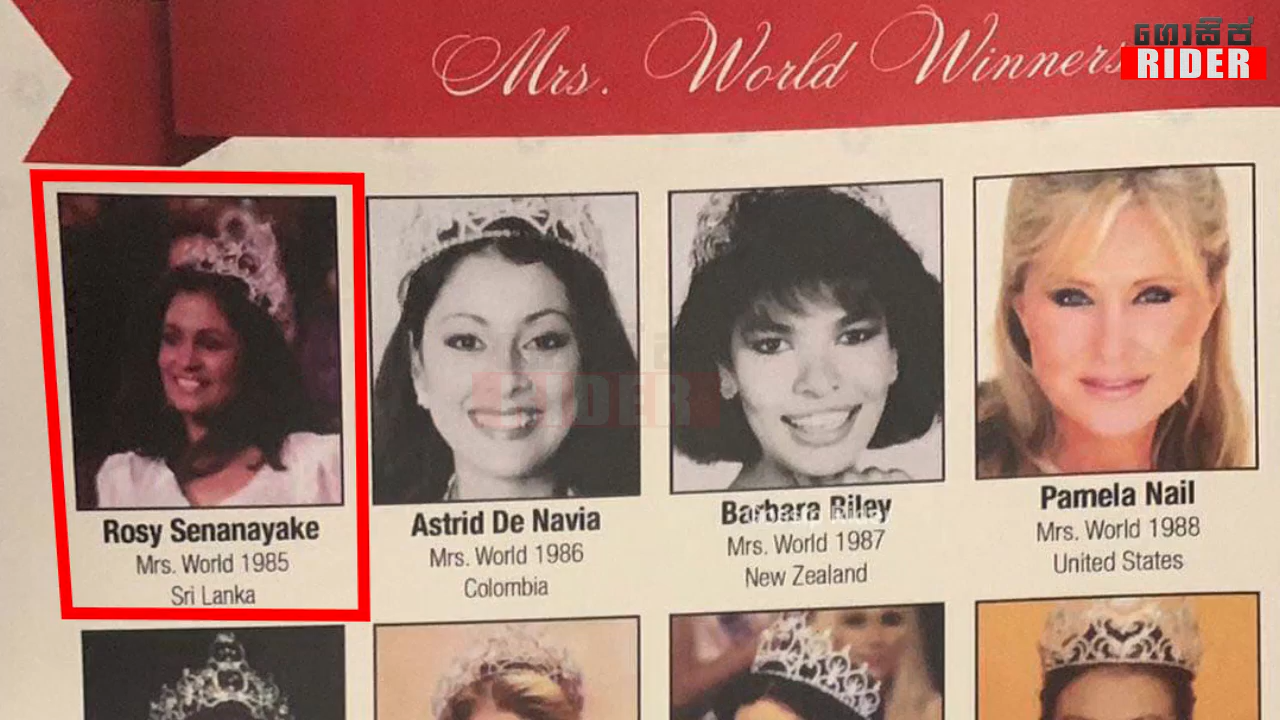 Mrs. World Winners
ගොසිප්
RIDER
RIDER
Rosy Senanayake
Mrs. World 1985
Sri Lanka
Astrid De Navia
Mrs. World 1986
Colombia
Barbara Riley
Mrs. World 1987
New Zealand
Pamela Nail
Mrs. World 1988
United States